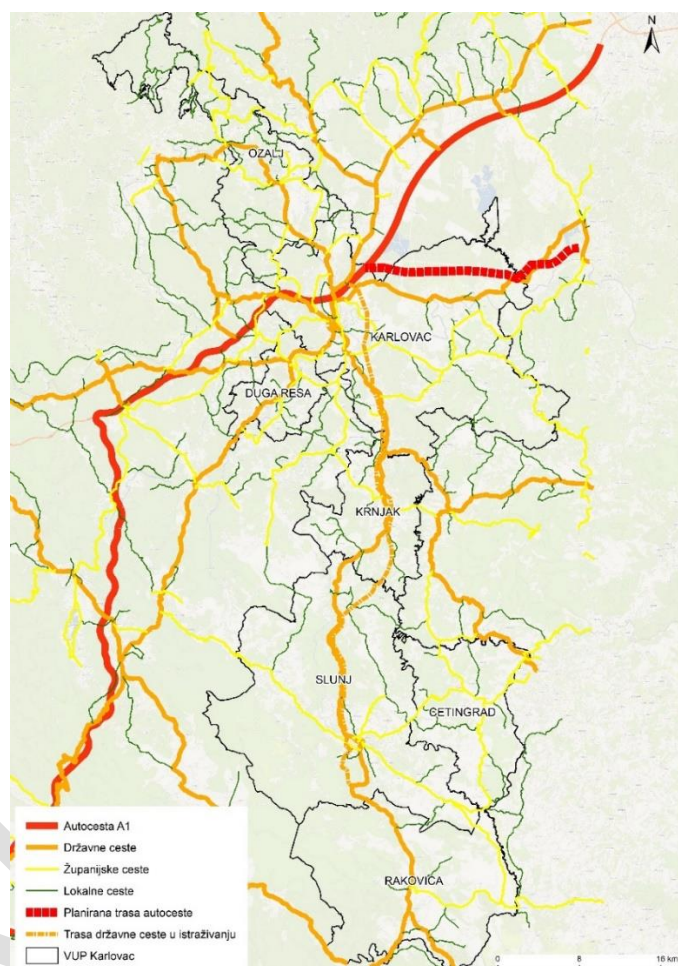 N
OZALJ
KARLOVAC
DUGA RESA
KRNJAK
SLUNJ
CETINGRAD
RAKOVICA
Autocesta A1
Državne ceste
Županijske ceste
Lokalne ceste
Planirana trasa autoceste
Trasa državne ceste u istraživanju
VUP Karlovac
0 8 16 km